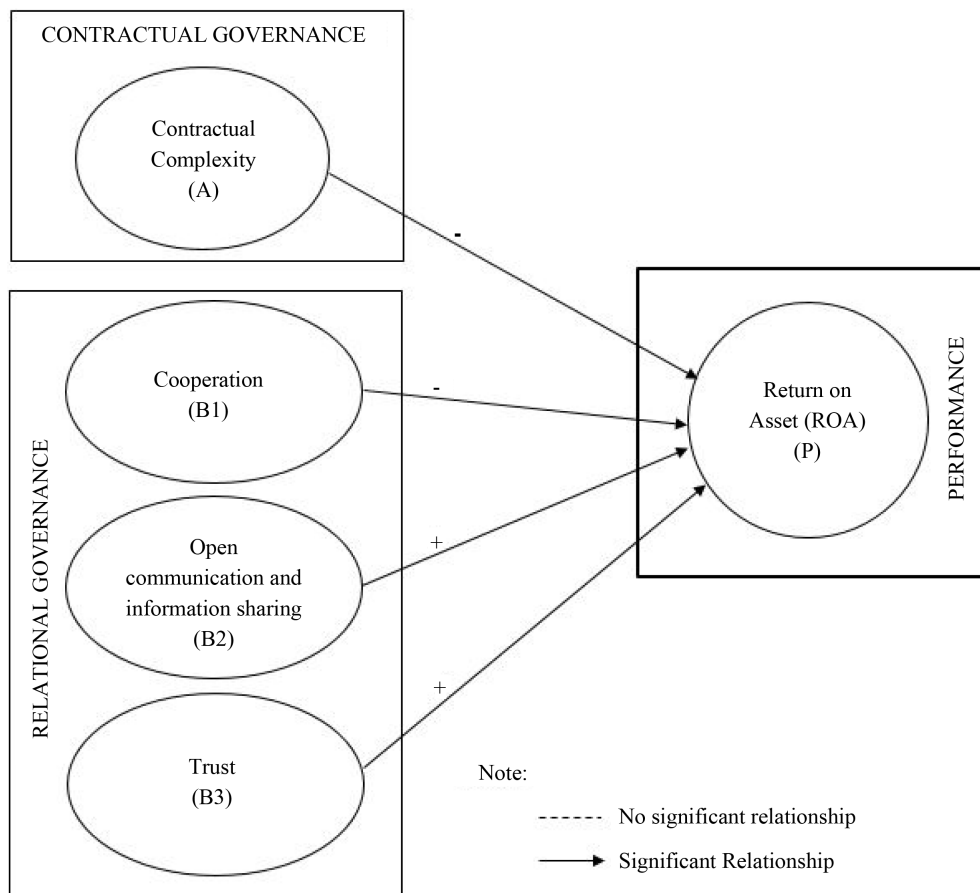 CONTRACTUAL GOVERNANCE
Contractual
Complexity
(A)
-
RELATIONAL GOVERNANCE
Cooperation
(B1)
-
Open
communication and
information sharing
(B2)
+
Trust
(B3)
+
Return on
Asset (ROA)
(P)
PERFORMANCE
Note:
No significant relationship
Significant Relationship